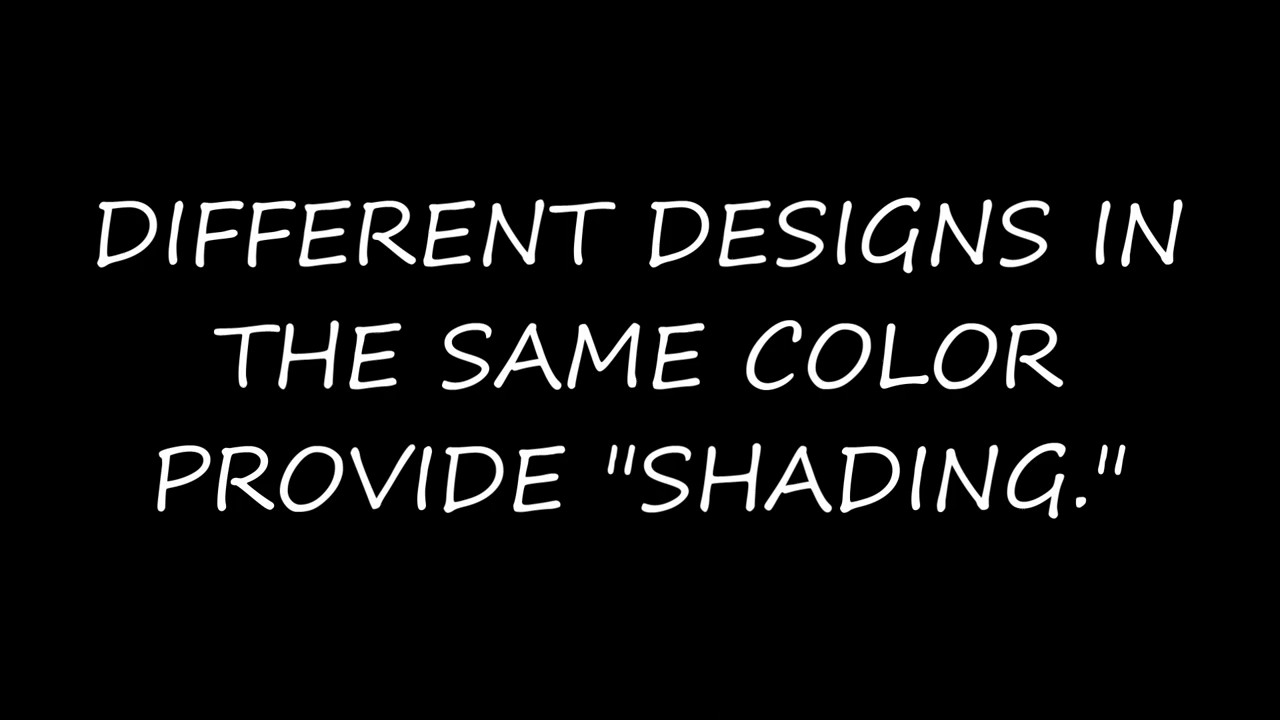 DIFFERENT DESIGNS IN
THE SAME COLOR
PROVIDE "SHADING."